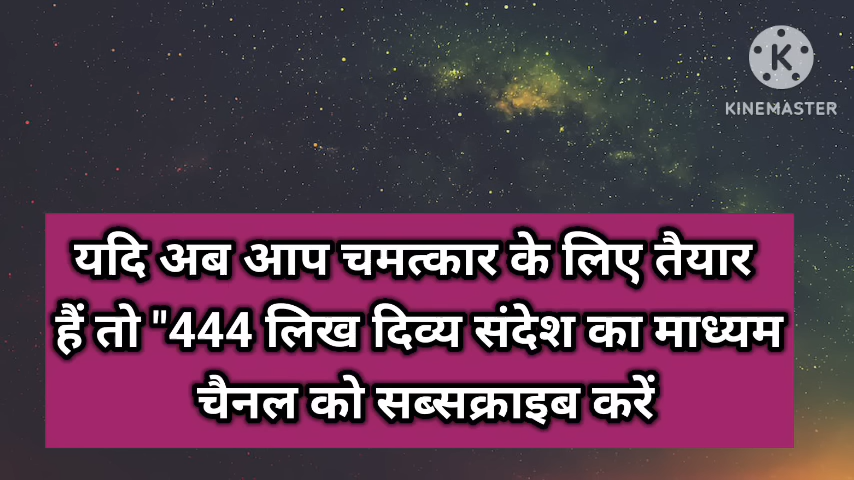 KINEMASTER
यदि अब आप चमत्कार के लिए तैयार
हैं तो "444 लिख दिव्य संदेश का माध्यम
चैनल को सब्सक्राइब करें